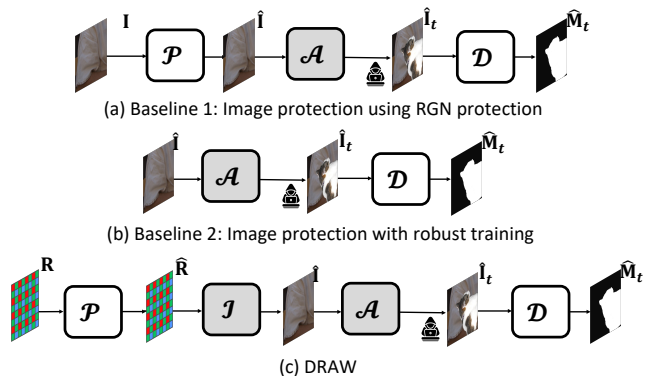 I 𝒫 Î 𝒜 Î_t 𝒟 M̂_t
(a) Baseline 1: Image protection using RGN protection
Î 𝒜 Î_t 𝒟 M̂_t
(b) Baseline 2: Image protection with robust training
R 𝒫 R̂ ℐ Î 𝒜 Î_t 𝒟 M̂_t
(c) DRAW